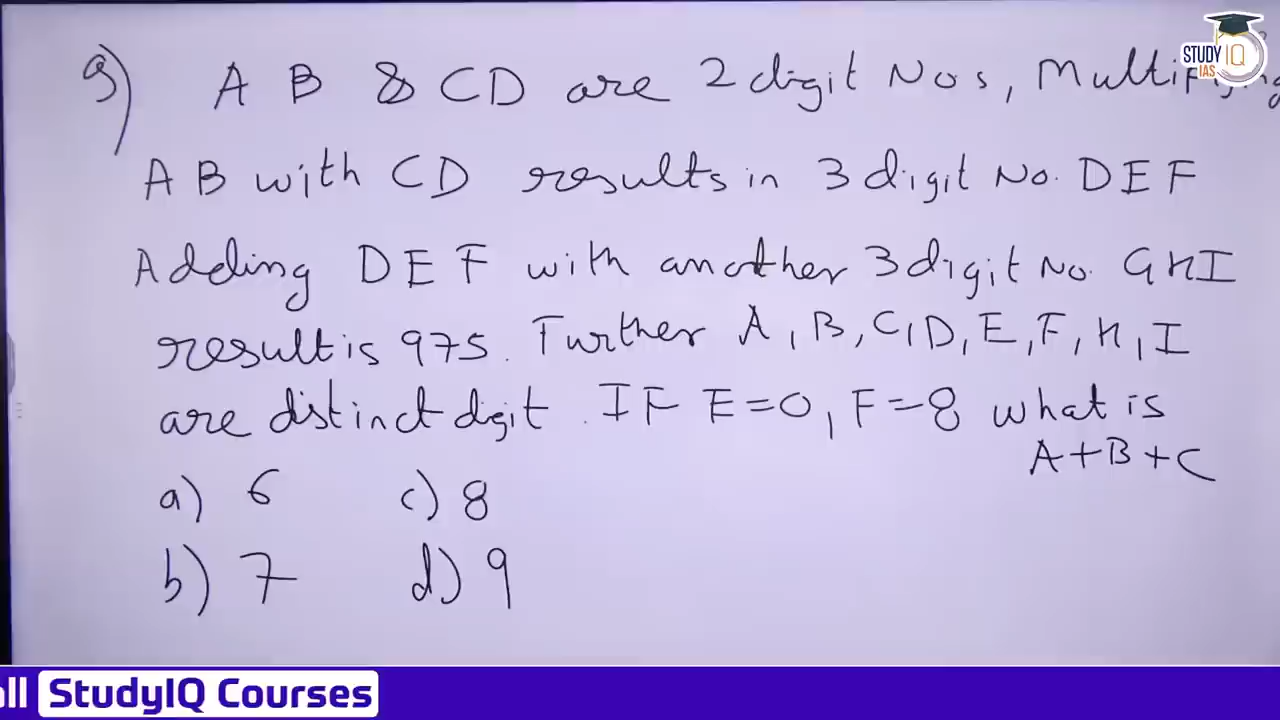 STUDY IQ
IAS
Q) A B & CD are 2 digit Nos,
AB with CD results in 3 digit No. DEF
Adding DEF with another 3 digit No. GHI
result is 975. Further A, B, C, D, E, F, H, I
are distinct digit. IF E=0, F=8 what is
A+B+C
a) 6 c) 8
b) 7 d) 9
StudyIQ Courses